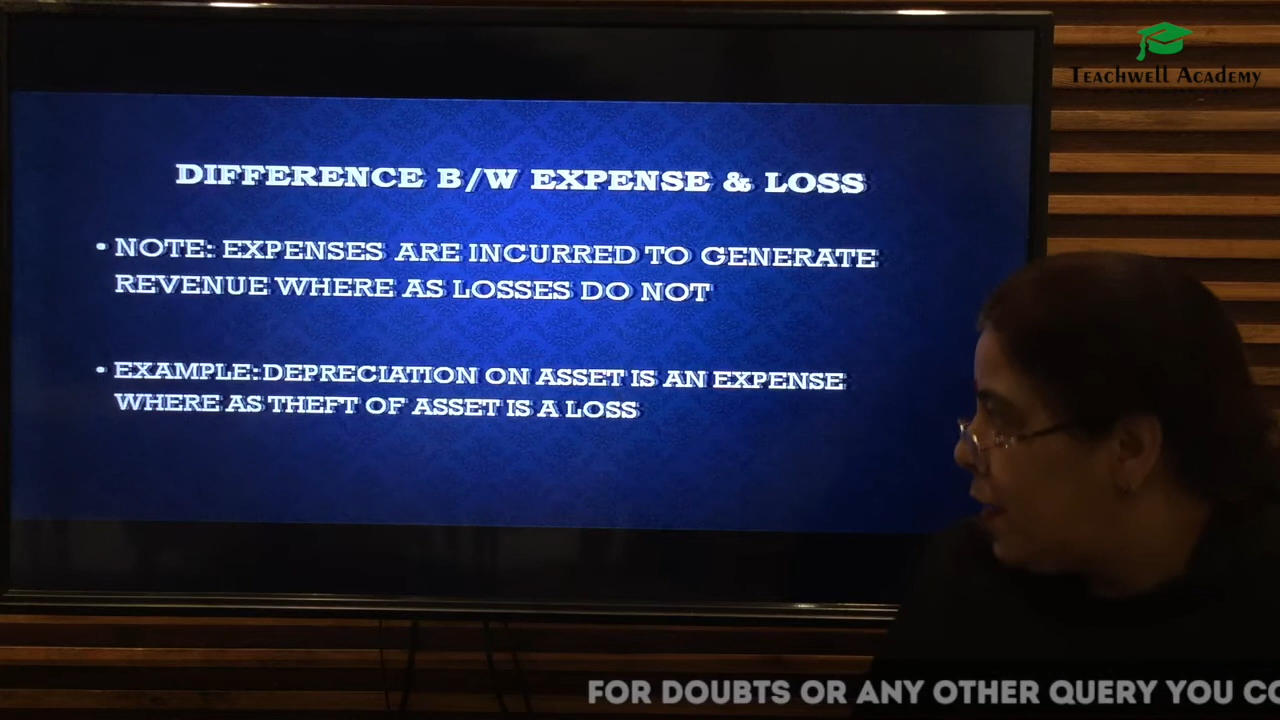 Teachwell Academy
DIFFERENCE B/W EXPENSE & LOSS
• NOTE: EXPENSES ARE INCURRED TO GENERATE
REVENUE WHERE AS LOSSES DO NOT
• EXAMPLE: DEPRECIATION ON ASSET IS AN EXPENSE
WHERE AS THEFT OF ASSET IS A LOSS
FOR DOUBTS OR ANY OTHER QUERY YOU CO